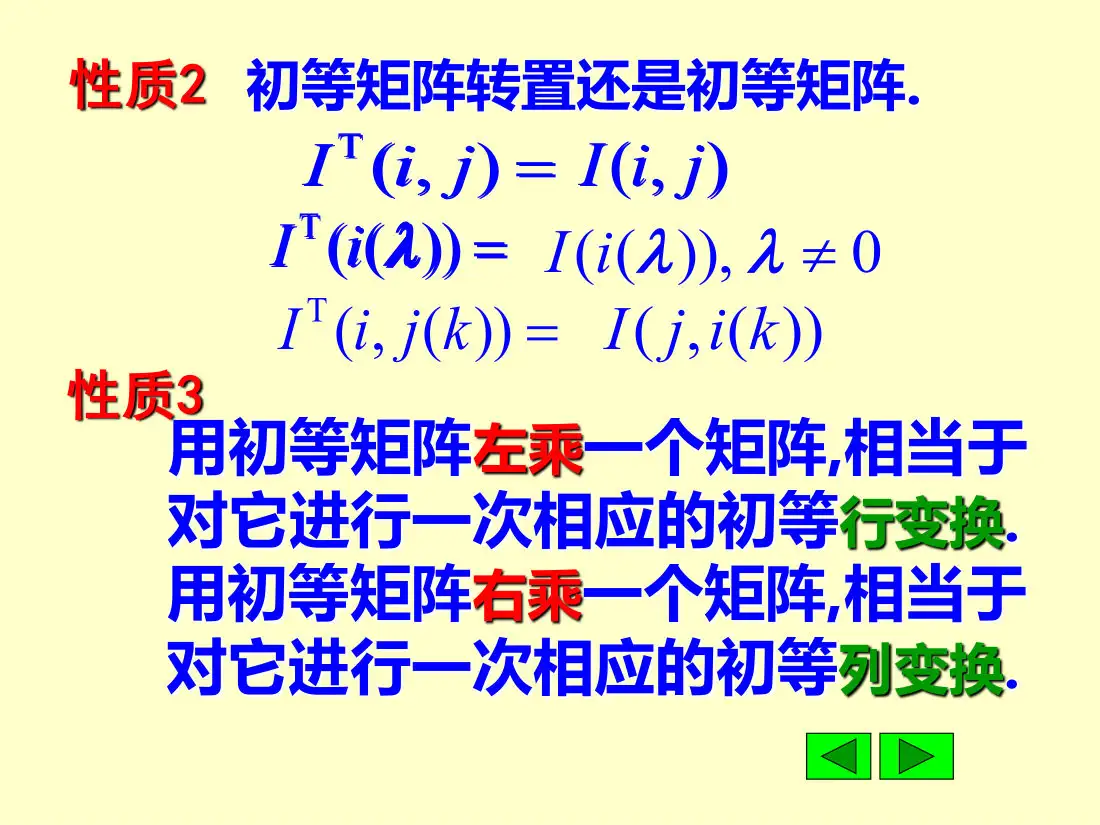 性质2 初等矩阵转置还是初等矩阵.
I^T(i, j) = I(i, j)
I^T(i(λ)) = I(i(λ)), λ ≠ 0
I^T(i, j(k)) = I(j, i(k))
性质3
用初等矩阵左乘一个矩阵,相当于
对它进行一次相应的初等行变换.
用初等矩阵右乘一个矩阵,相当于
对它进行一次相应的初等列变换.